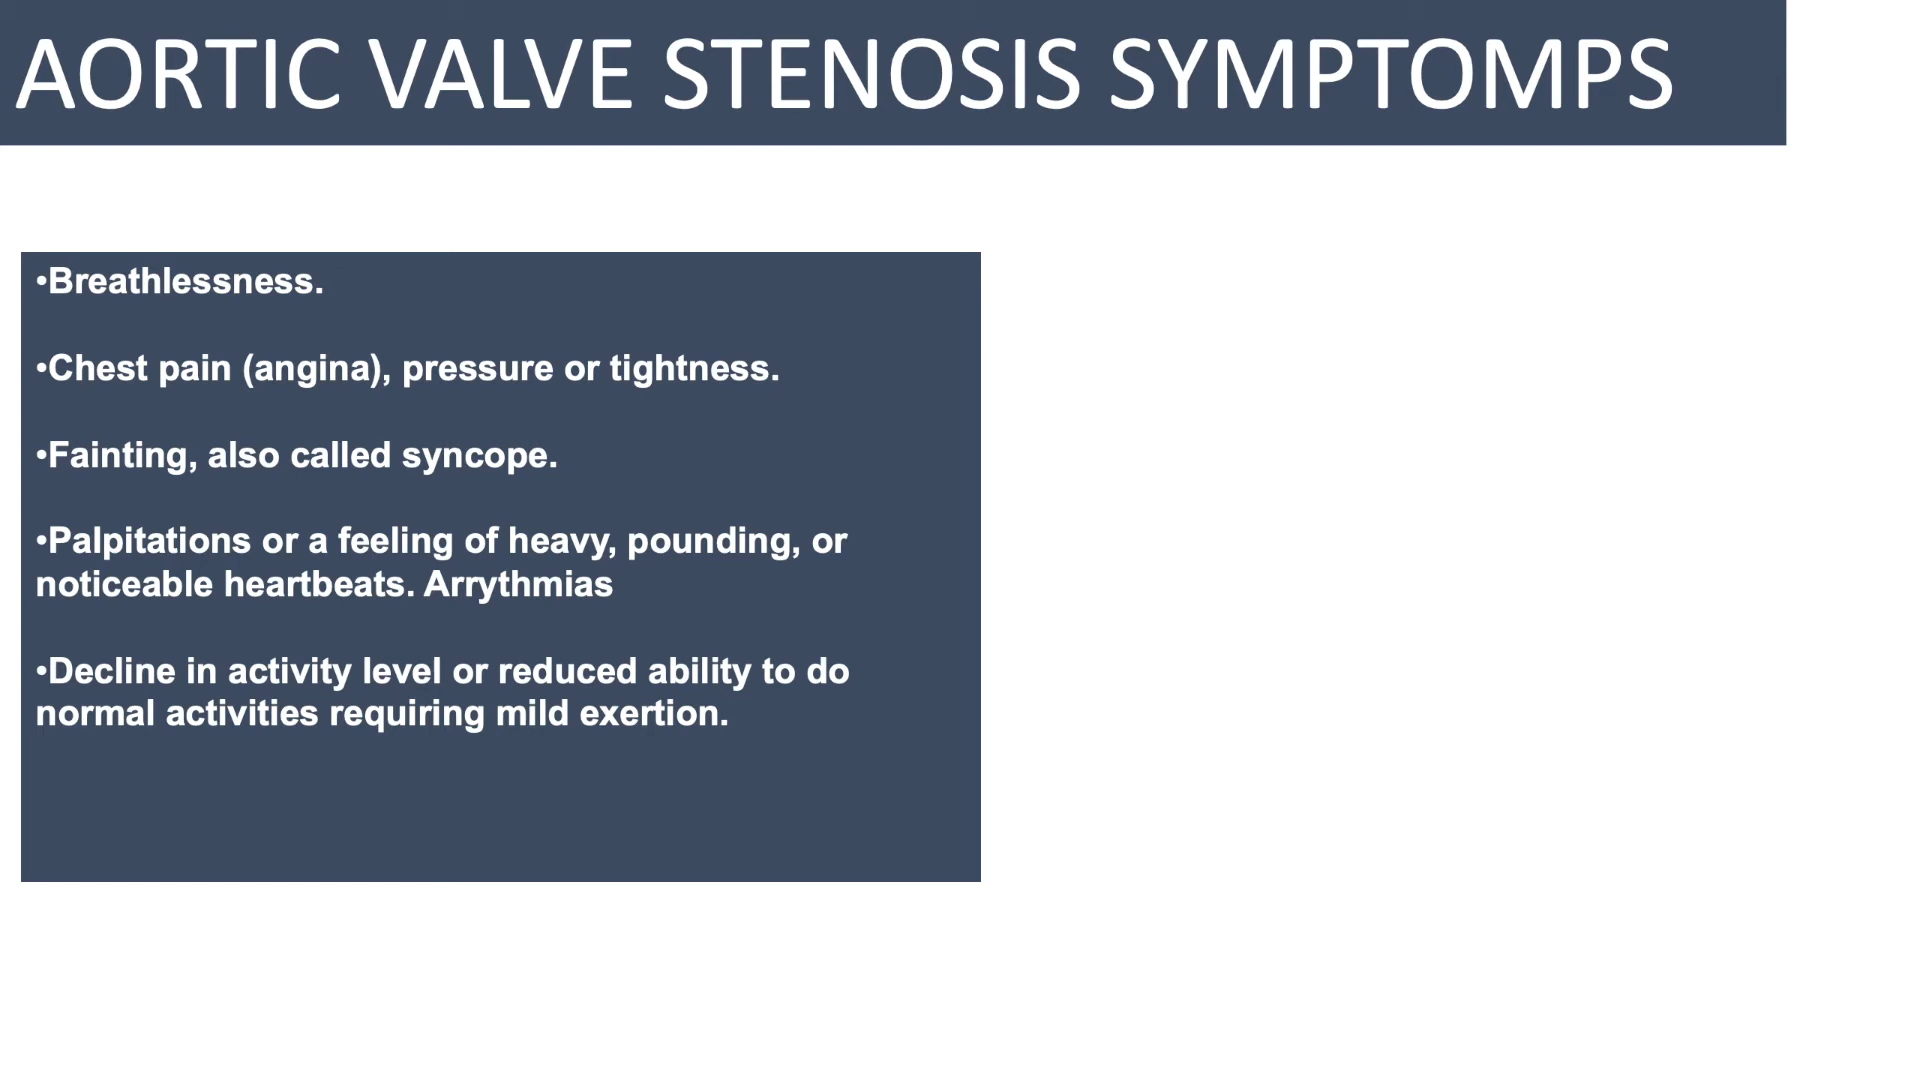 AORTIC VALVE STENOSIS SYMPTOMPS
•Breathlessness.
•Chest pain (angina), pressure or tightness.
•Fainting, also called syncope.
•Palpitations or a feeling of heavy, pounding, or
noticeable heartbeats. Arrythmias
•Decline in activity level or reduced ability to do
normal activities requiring mild exertion.